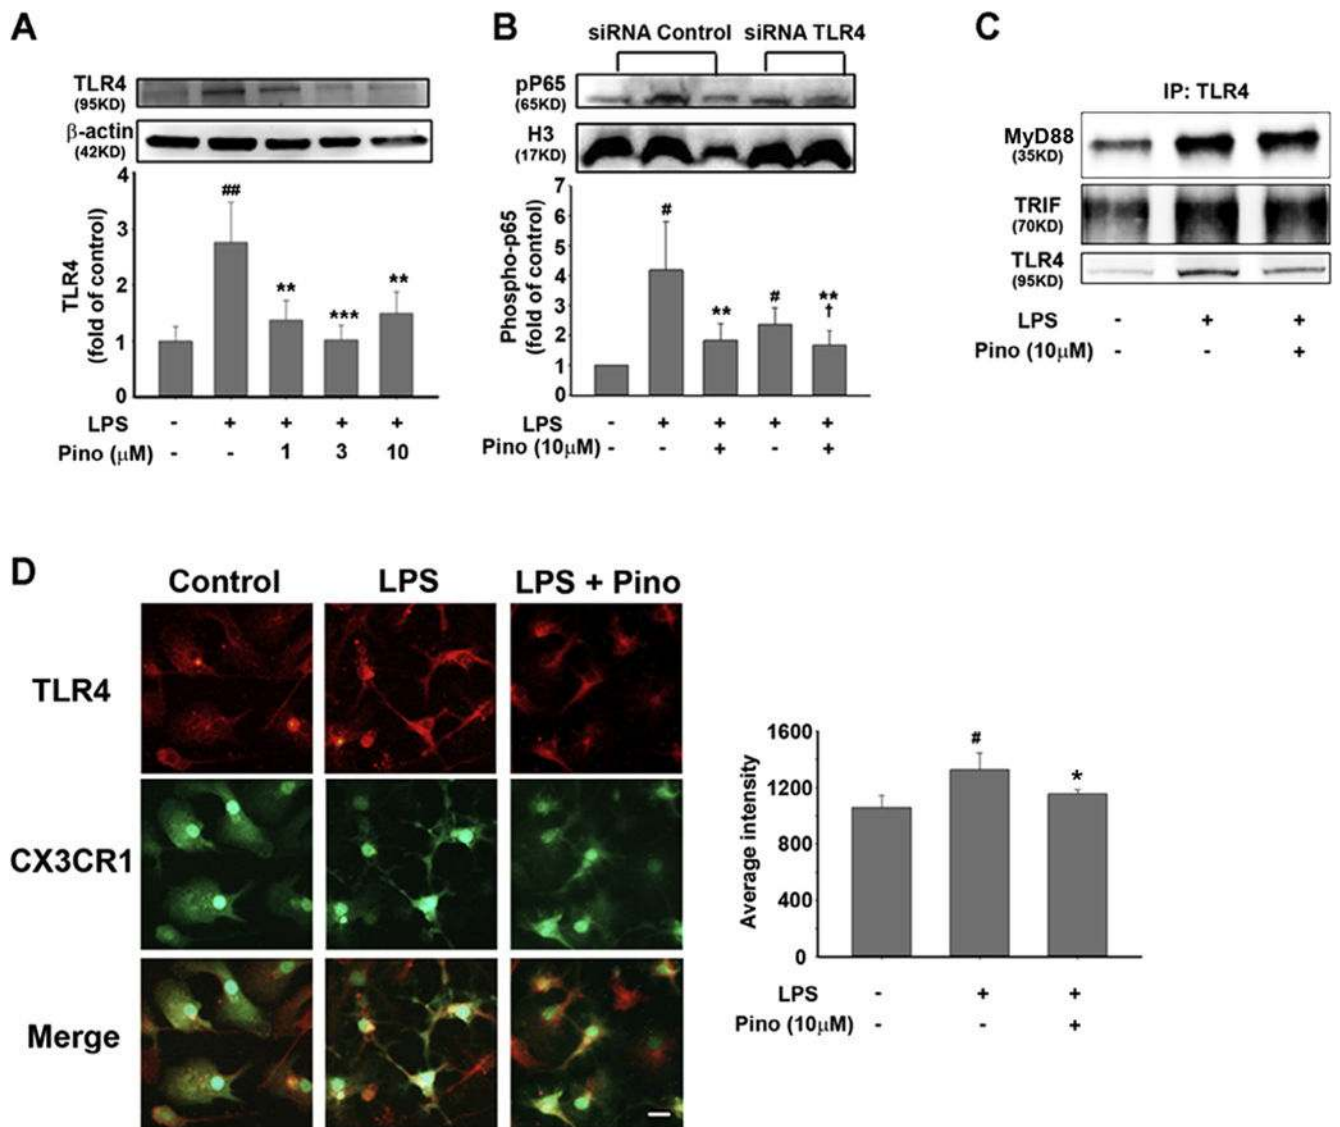 A
TLR4
(95KD)
β-actin
(42KD)
4
3
2
1
0
TLR4
(fold of control)
##
**
***
**
LPS - + + + +
Pino (μM) - - 1 3 10
B
siRNA Control siRNA TLR4
pP65
(65KD)
H3
(17KD)
7
6
5
4
3
2
1
0
Phospho-p65
(fold of control)
#
**
#
**
†
LPS - + + + +
Pino (10μM) - - + - +
C
IP: TLR4
MyD88
(35KD)
TRIF
(70KD)
TLR4
(95KD)
LPS - + +
Pino (10μM) - - +
D
Control LPS LPS + Pino
TLR4
CX3CR1
Merge
1600
1200
800
400
0
Average intensity
#
*
LPS - + +
Pino (10μM) - - +